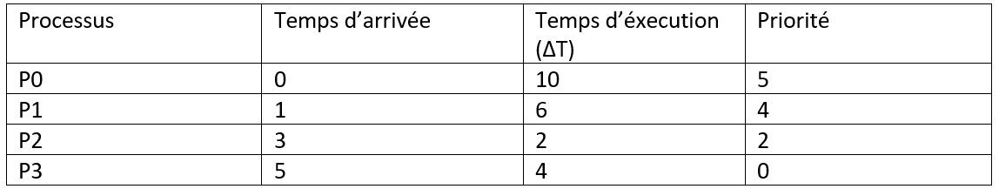 Processus Temps d’arrivée Temps d’éxecution Priorité
(ΔT)
P0 0 10 5
P1 1 6 4
P2 3 2 2
P3 5 4 0